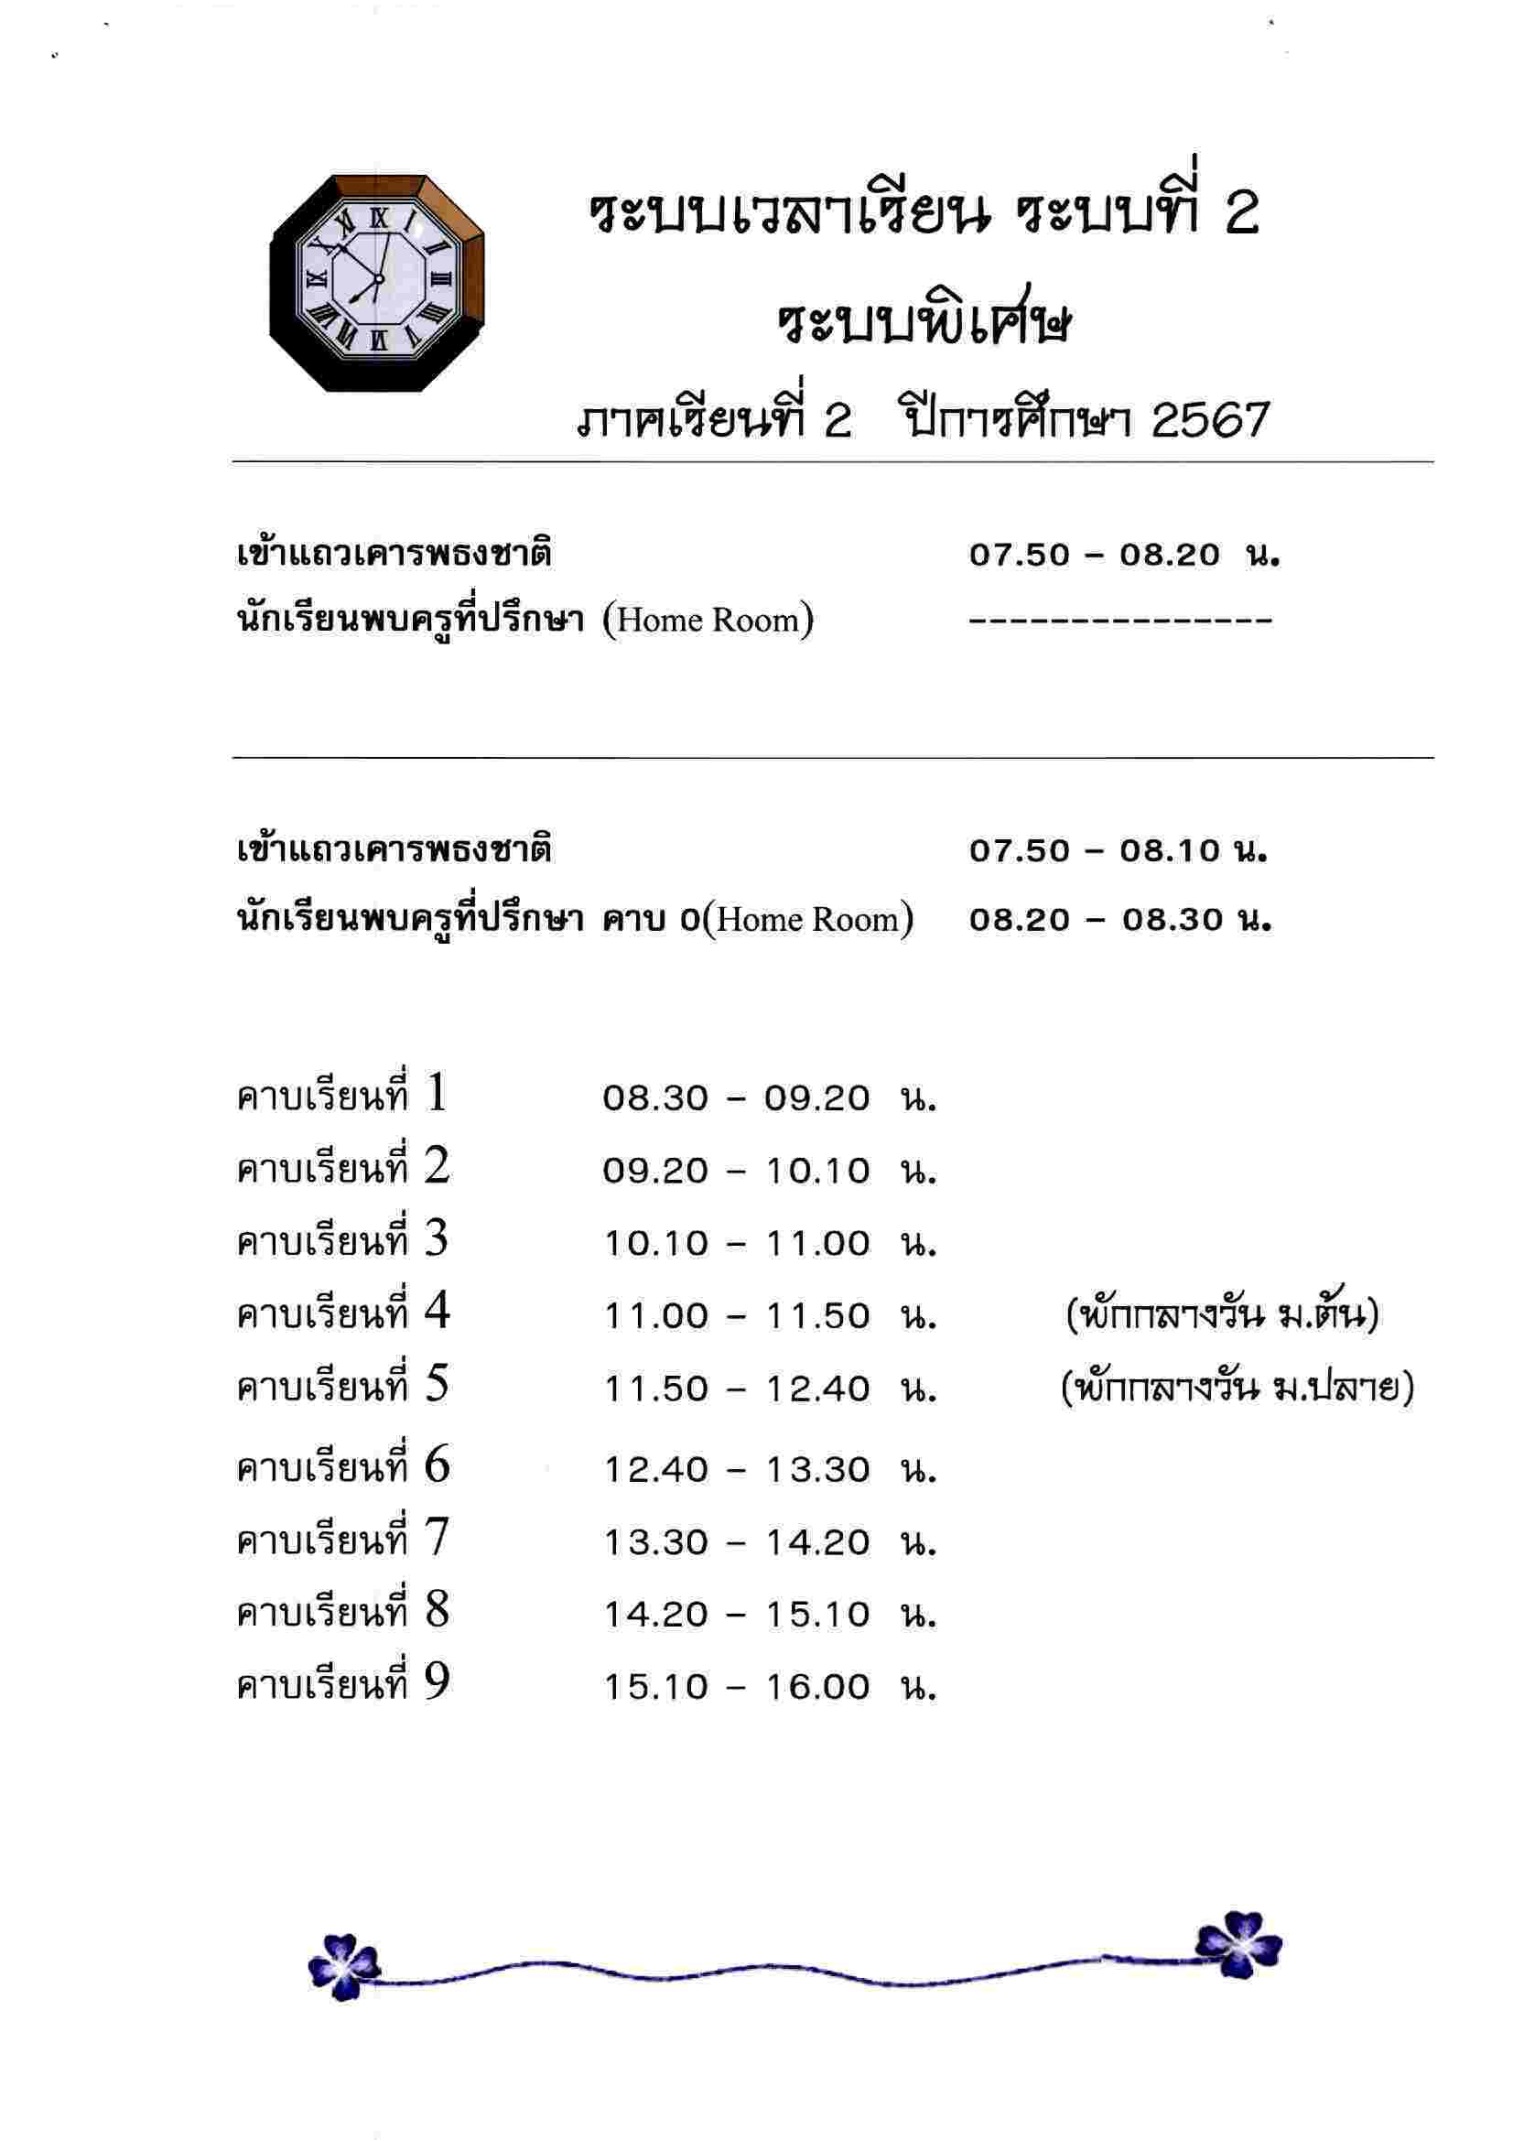 ระบบเวลาเรียน ระบบที่ 2
ระบบพิเศษ
ภาคเรียนที่ 2 ปีการศึกษา 2567
เข้าแถวเคารพธงชาติ 07.50 – 08.20 น.
นักเรียนพบครูที่ปรึกษา (Home Room) ---------------
เข้าแถวเคารพธงชาติ 07.50 – 08.10 น.
นักเรียนพบครูที่ปรึกษา คาบ 0(Home Room) 08.20 – 08.30 น.
คาบเรียนที่ 1 08.30 – 09.20 น.
คาบเรียนที่ 2 09.20 – 10.10 น.
คาบเรียนที่ 3 10.10 – 11.00 น.
คาบเรียนที่ 4 11.00 – 11.50 น. (พักกลางวัน ม.ต้น)
คาบเรียนที่ 5 11.50 – 12.40 น. (พักกลางวัน ม.ปลาย)
คาบเรียนที่ 6 12.40 – 13.30 น.
คาบเรียนที่ 7 13.30 – 14.20 น.
คาบเรียนที่ 8 14.20 – 15.10 น.
คาบเรียนที่ 9 15.10 – 16.00 น.